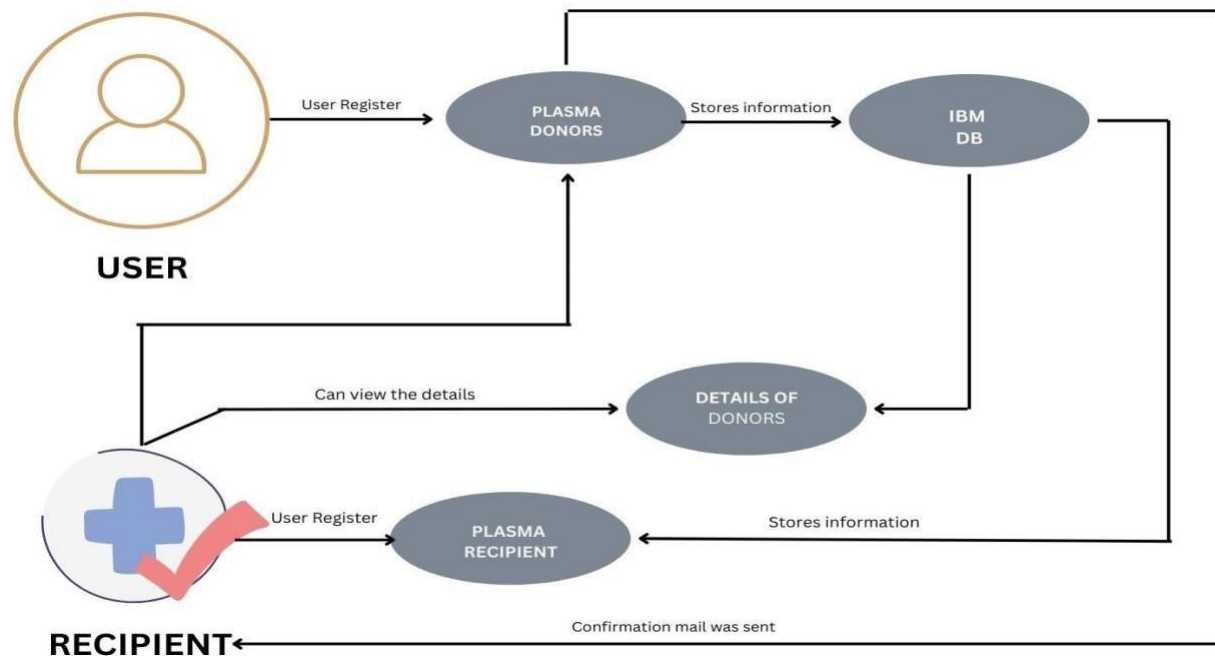 User Register
PLASMA
DONORS
Stores information
IBM
DB
USER
Can view the details
DETAILS OF
DONORS
User Register
PLASMA
RECIPIENT
Stores information
RECIPIENT
Confirmation mail was sent